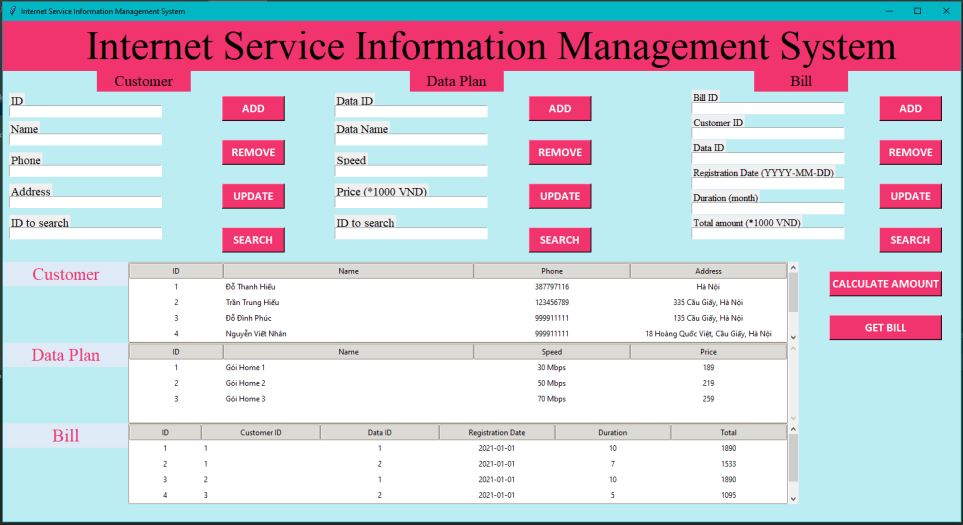 Internet Service Information Management System
Internet Service Information Management System
Customer
Data Plan
Bill
ID
ADD
Name
REMOVE
Phone
Address
UPDATE
ID to search
SEARCH
Data ID
ADD
Data Name
REMOVE
Speed
Price (*1000 VND)
UPDATE
ID to search
SEARCH
Bill ID
ADD
Customer ID
Data ID
REMOVE
Registration Date (YYYY-MM-DD)
Duration (month)
UPDATE
Total amount (*1000 VND)
SEARCH
Customer
ID Name Phone Address
1 Đỗ Thanh Hiếu 387797116 Hà Nội
2 Trần Trung Hiếu 123456789 335 Cầu Giấy, Hà Nội
3 Đỗ Đình Phúc 999911111 135 Cầu Giấy, Hà Nội
4 Nguyễn Viết Nhân 999911111 18 Hoàng Quốc Việt, Cầu Giấy, Hà Nội
CALCULATE AMOUNT
GET BILL
Data Plan
ID Name Speed Price
1 Gói Home 1 30 Mbps 189
2 Gói Home 2 50 Mbps 219
3 Gói Home 3 70 Mbps 259
Bill
ID Customer ID Data ID Registration Date Duration Total
1 1 1 2021-01-01 10 1890
2 1 2 2021-01-01 7 1533
3 2 1 2021-01-01 10 1890
4 3 2 2021-01-01 5 1095